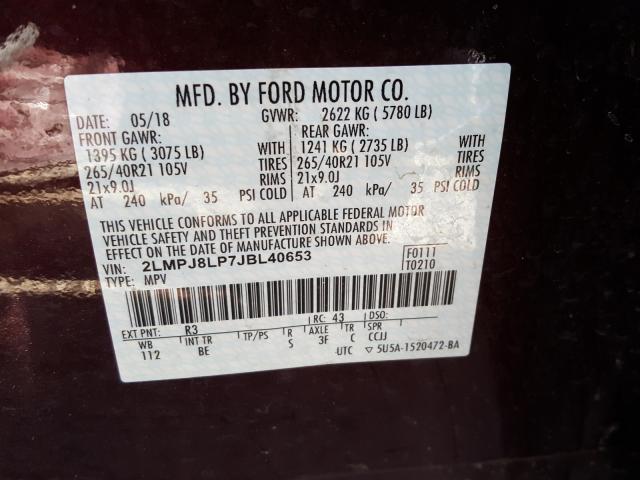 MFD. BY FORD MOTOR CO.
DATE: 05/18 GVWR: 2622 KG ( 5780 LB)
FRONT GAWR: REAR GAWR:
1395 KG ( 3075 LB) WITH 1241 KG ( 2735 LB) WITH
265/40R21 105V TIRES 265/40R21 105V TIRES
21x9.0J RIMS 21x9.0J RIMS
AT 240 kPa/ 35 PSI COLD AT 240 kPa/ 35 PSI COLD
THIS VEHICLE CONFORMS TO ALL APPLICABLE FEDERAL MOTOR
VEHICLE SAFETY AND THEFT PREVENTION STANDARDS IN
EFFECT ON THE DATE OF MANUFACTURE SHOWN ABOVE.
VIN: 2LMPJ8LP7JBL40653 F0111
TYPE: MPV T0210
EXT PNT: R3 RC: 43 DSO:
WB INT TR TP/PS R AXLE TR SPR
112 BE S 3F C CCJJ
UTC 5U5A-1520472-BA